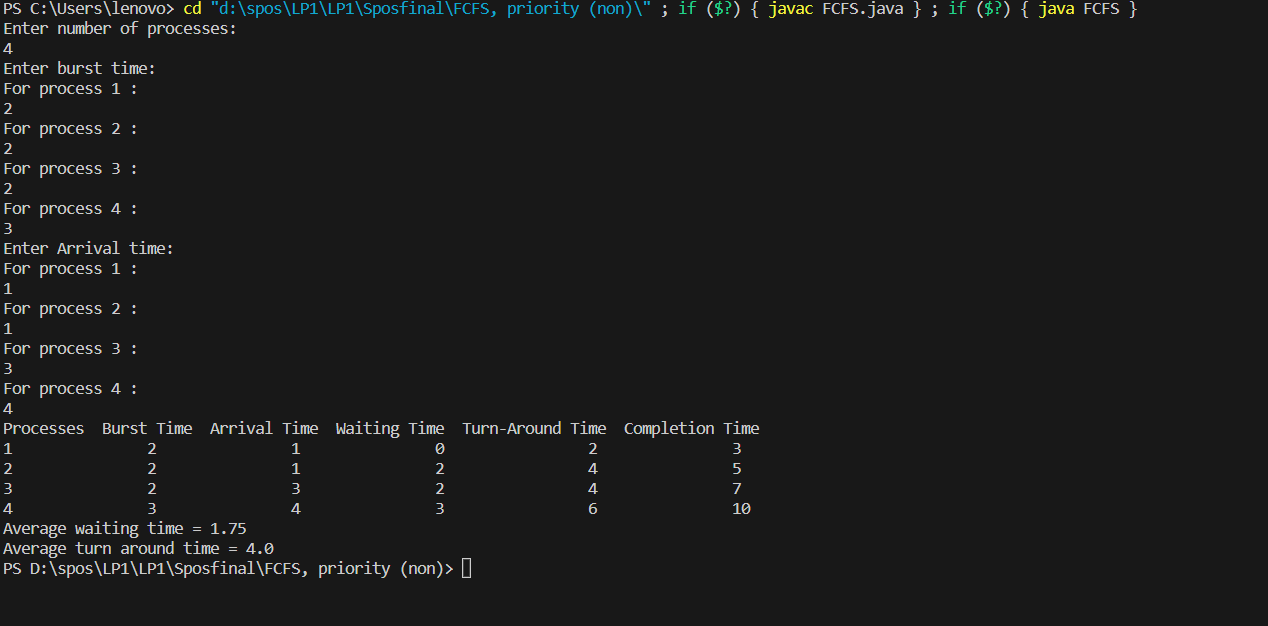 PS C:\Users\lenovo> cd "d:\spos\LP1\LP1\Sposfinal\FCFS, priority (non)\" ; if ($?) { javac FCFS.java } ; if ($?) { java FCFS }
Enter number of processes:
4
Enter burst time:
For process 1 :
2
For process 2 :
2
For process 3 :
2
For process 4 :
3
Enter Arrival time:
For process 1 :
1
For process 2 :
1
For process 3 :
3
For process 4 :
4
Processes  Burst Time  Arrival Time  Waiting Time  Turn-Around Time  Completion Time
1               2               1               0                2               3
2               2               1               2                4               5
3               2               3               2                4               7
4               3               4               3                6               10
Average waiting time = 1.75
Average turn around time = 4.0
PS D:\spos\LP1\LP1\Sposfinal\FCFS, priority (non)>